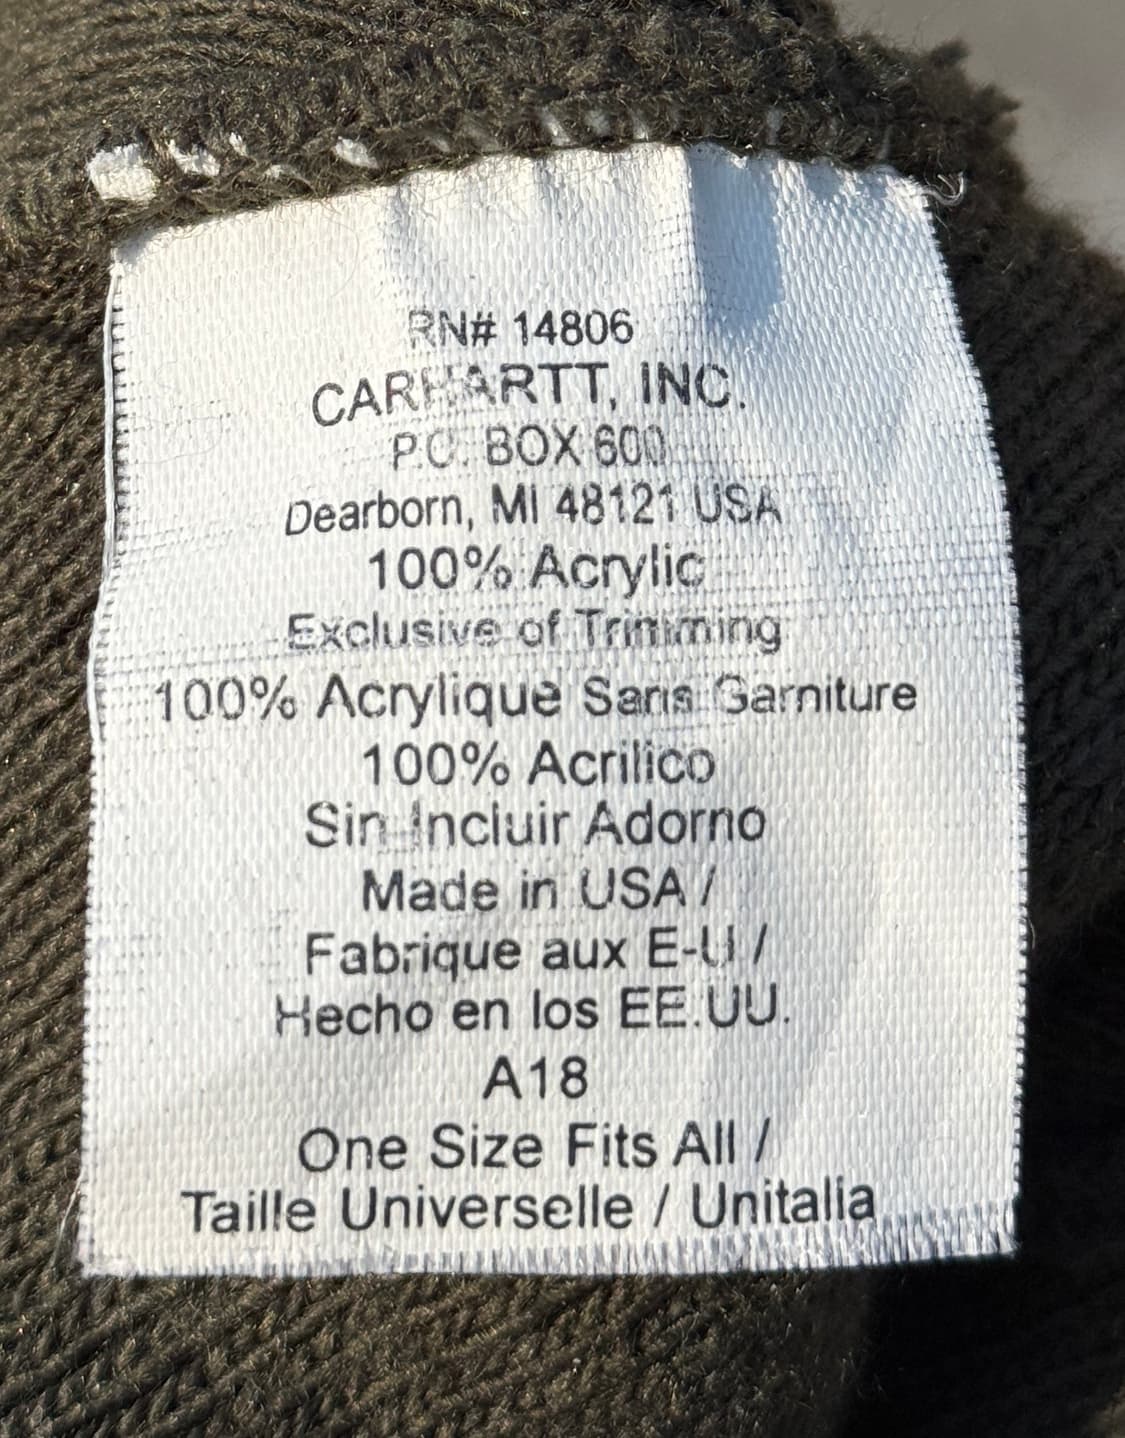 RN# 14806
CARHARTT, INC.
P.O. BOX 600
Dearborn, MI 48121 USA
100% Acrylic
Exclusive of Trimming
100% Acrylique Sans Garniture
100% Acrilico
Sin Incluir Adorno
Made in USA /
Fabrique aux E-U /
Hecho en los EE.UU.
A18
One Size Fits All /
Taille Universelle / Unitalia